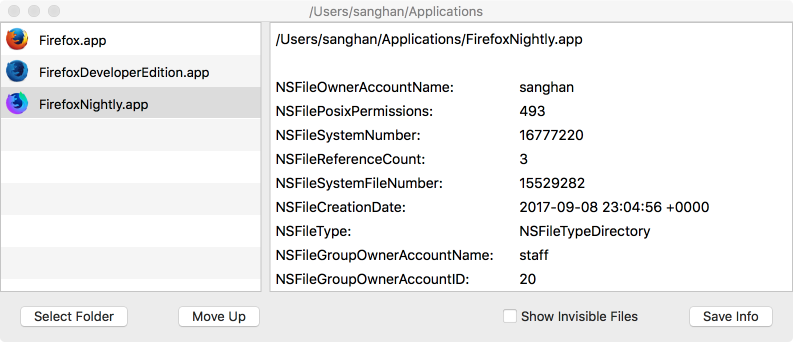 /Users/sanghan/Applications
Firefox.app
FirefoxDeveloperEdition.app
FirefoxNightly.app
/Users/sanghan/Applications/FirefoxNightly.app
NSFileOwnerAccountName: sanghan
NSFilePosixPermissions: 493
NSFileSystemNumber: 16777220
NSFileReferenceCount: 3
NSFileSystemFileNumber: 15529282
NSFileCreationDate: 2017-09-08 23:04:56 +0000
NSFileType: NSFileTypeDirectory
NSFileGroupOwnerAccountName: staff
NSFileGroupOwnerAccountID: 20
Select Folder Move Up Show Invisible Files Save Info